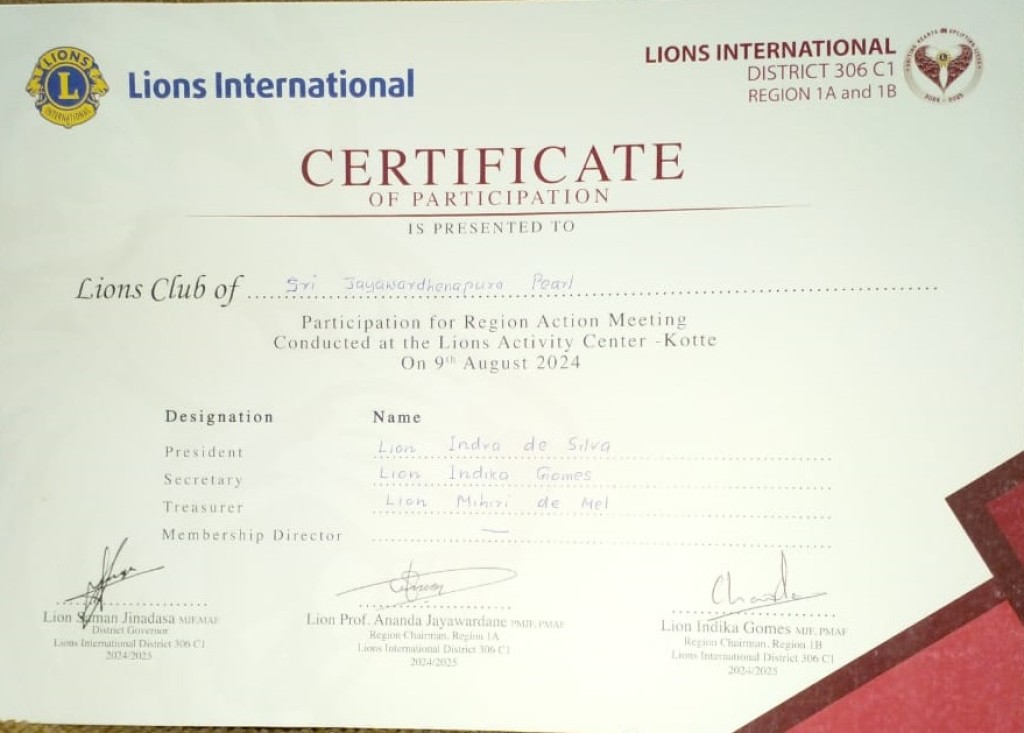 LIONS
L
INTERNATIONAL
Lions International
LIONS INTERNATIONAL
DISTRICT 306 C1
REGION 1A and 1B
2024 - 2025
CERTIFICATE
OF PARTICIPATION
IS PRESENTED TO
Lions Club of Sri Jayawardhenapura Pearl
Participation for Region Action Meeting
Conducted at the Lions Activity Center -Kotte
On 9th August 2024
Designation Name
President Lion Indra de Silva
Secretary Lion Indika Gomes
Treasurer Lion Mihiri de Mel
Membership Director —
Lion Suman Jinadasa MJF,MAF
District Governor
Lions International District 306 C1
2024/2025
Lion Prof. Ananda Jayawardane PMJF, PMAF
Region Chairman, Region 1A
Lions International District 306 C1
2024/2025
Lion Indika Gomes MJF, PMAF
Region Chairman, Region 1B
Lions International District 306 C1
2024/2025